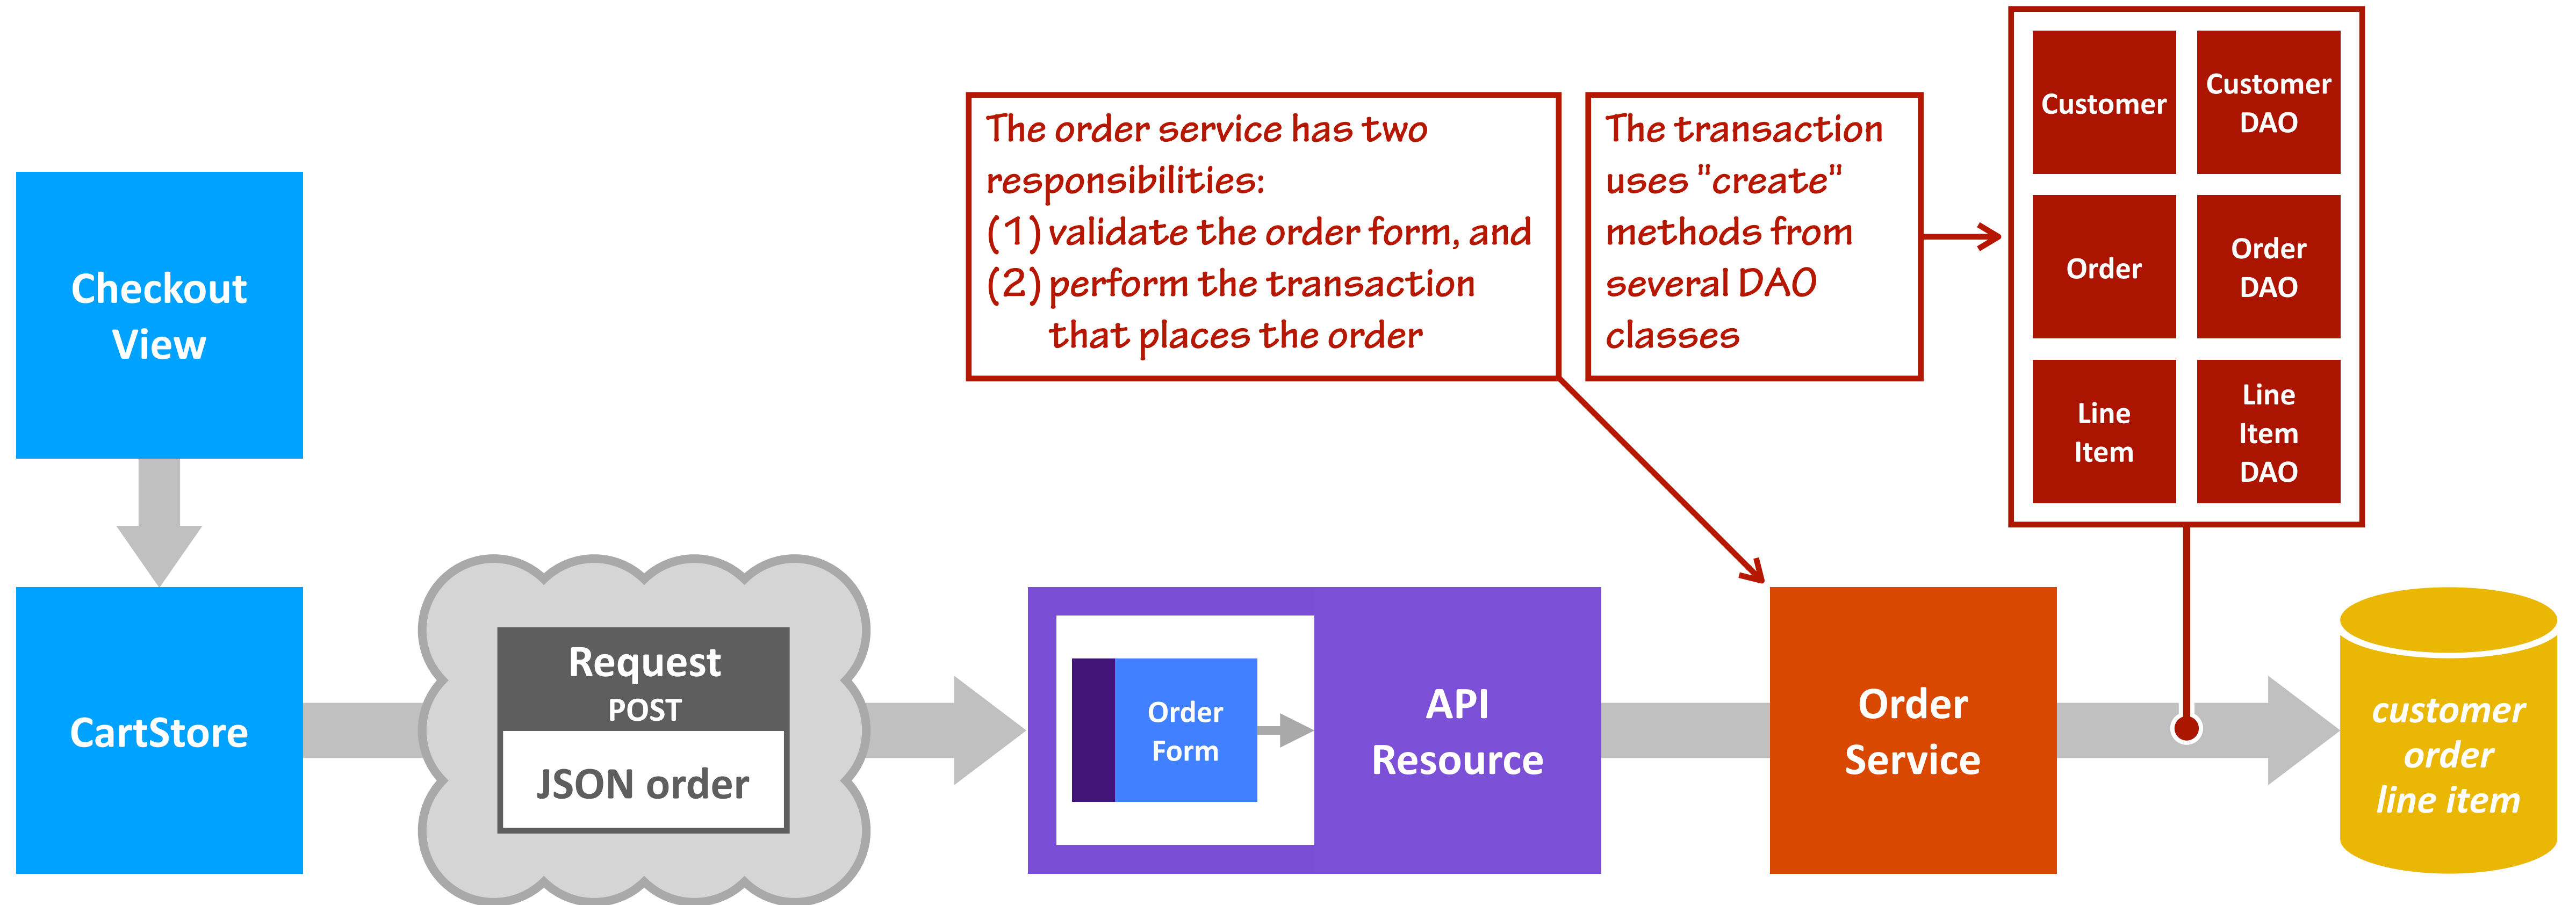 Checkout
View
CartStore
Request
POST
JSON order
The order service has two
responsibilities:
(1) validate the order form, and
(2) perform the transaction
that places the order
The transaction
uses "create"
methods from
several DAO
classes
Customer
Customer
DAO
Order
Order
DAO
Line
Item
Line
Item
DAO
Order
Form
API
Resource
Order
Service
customer
order
line item